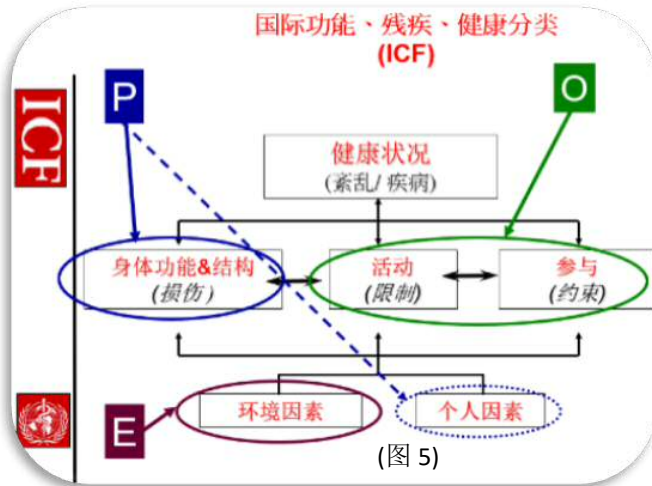 国际功能、残疾、健康分类
(ICF)
ICF
P
O
健康状况
(紊乱/ 疾病)
身体功能&结构
(损伤 )
活动
(限制)
参与
(约束)
环境因素
个人因素
E
(图 5)